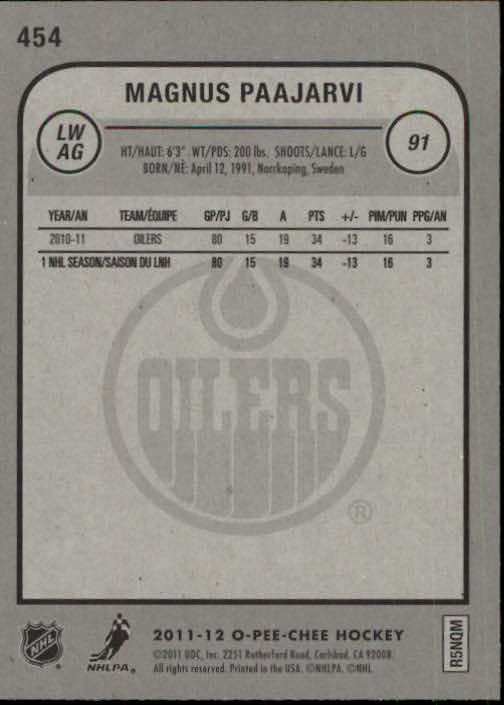 454
MAGNUS PAAJARVI
LW
AG
91
HT/HAUT: 6'3" WT/PDS: 200 lbs. SHOOTS/LANCE: L/G
BORN/NÉ: April 12, 1991, Norrkoping, Sweden
YEAR/AN TEAM/ÉQUIPE GP/PJ G/B A PTS +/- PIM/PUN PPG/AN
2010-11 OILERS 80 15 19 34 -13 16 3
1 NHL SEASON/SAISON DU LNH 80 15 19 34 -13 16 3
OILERS
®
NHL
NHLPA®
2011-12 O-PEE-CHEE HOCKEY
©2011 UDC, Inc. 2251 Rutherford Road, Carlsbad, CA 92008.
All rights reserved. Printed in the USA. ©NHLPA. ©NHL.
R5NQM